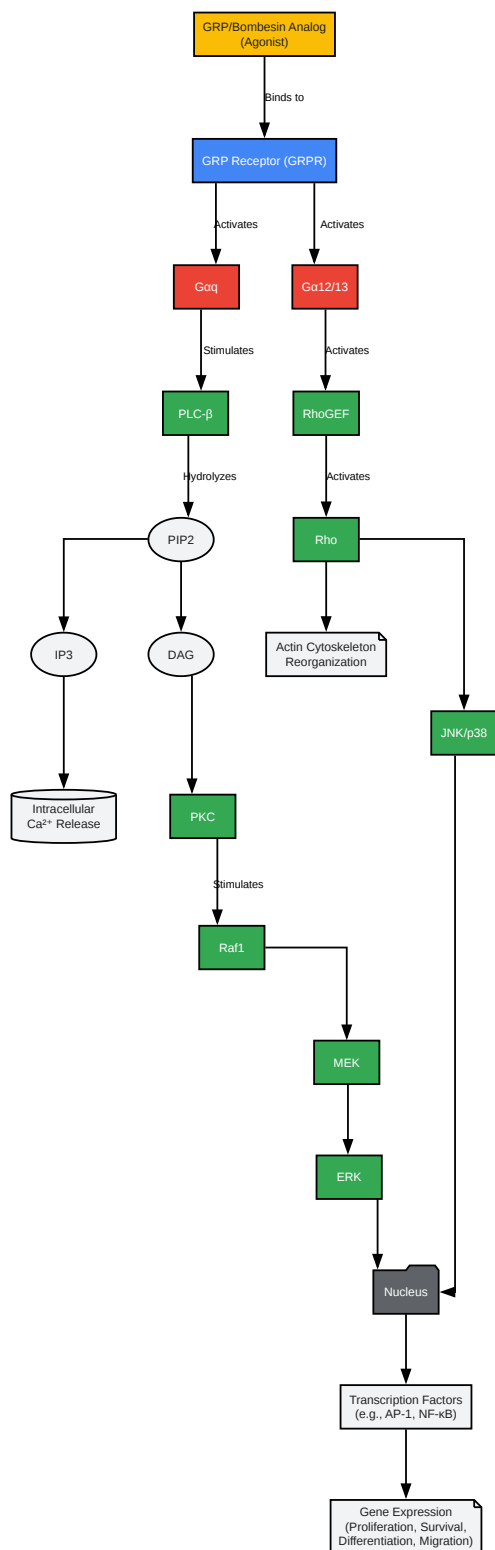 GRP/Bombesin Analog
(Agonist)
Binds to
GRP Receptor (GRPR)
Activates
Activates
Gαq
Gα12/13
Stimulates
Activates
PLC-β
RhoGEF
Hydrolyzes
Activates
PIP2
Rho
IP3
DAG
Actin Cytoskeleton
Reorganization
JNK/p38
Intracellular
Ca²⁺ Release
PKC
Stimulates
Raf1
MEK
ERK
Nucleus
Transcription Factors
(e.g., AP-1, NF-κB)
Gene Expression
(Proliferation, Survival,
Differentiation, Migration)